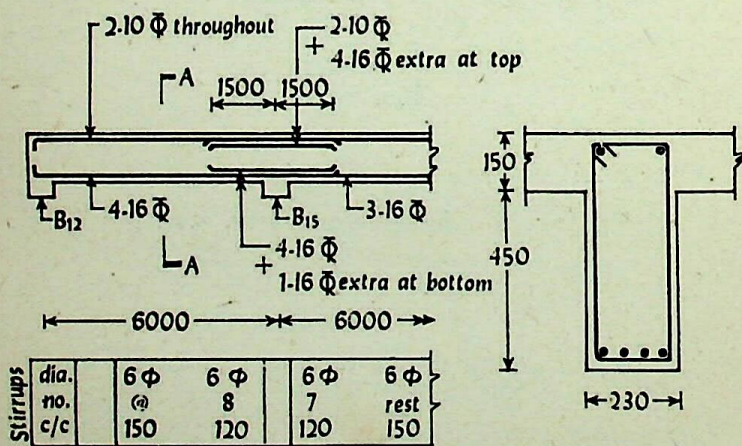 2-10 Φ throughout
2-10 Φ
+
4-16 Φ extra at top
A
1500 1500
150
450
230
B12
4-16 Φ
B15
3-16 Φ
A
4-16 Φ
+
1-16 Φ extra at bottom
6000 6000
Stirrups
dia. 6 Φ 6 Φ 6 Φ 6 Φ
no. @ 8 7 rest
c/c 150 120 120 150